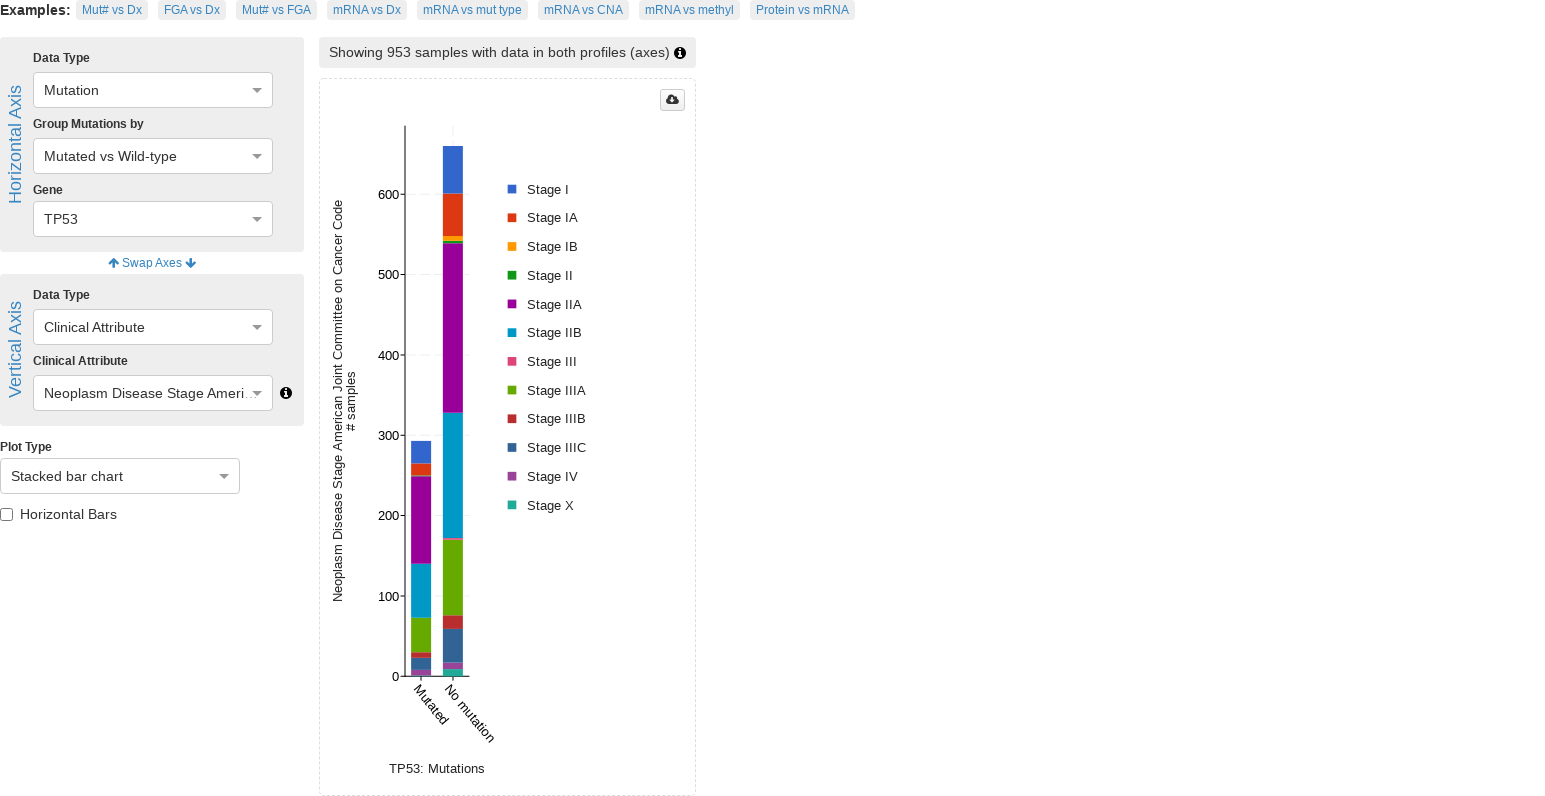 Examples: Mut# vs Dx FGA vs Dx Mut# vs FGA mRNA vs Dx mRNA vs mut type mRNA vs CNA mRNA vs methyl Protein vs mRNA
Horizontal Axis
Data Type
Mutation
Group Mutations by
Mutated vs Wild-type
Gene
TP53
Swap Axes
Vertical Axis
Data Type
Clinical Attribute
Clinical Attribute
Neoplasm Disease Stage Ameri...
Plot Type
Stacked bar chart
Horizontal Bars
Showing 953 samples with data in both profiles (axes)
Neoplasm Disease Stage American Joint Committee on Cancer Code
# samples
600
500
400
300
200
100
0
Mutated
No mutation
TP53: Mutations
Stage I
Stage IA
Stage IB
Stage II
Stage IIA
Stage IIB
Stage III
Stage IIIA
Stage IIIB
Stage IIIC
Stage IV
Stage X